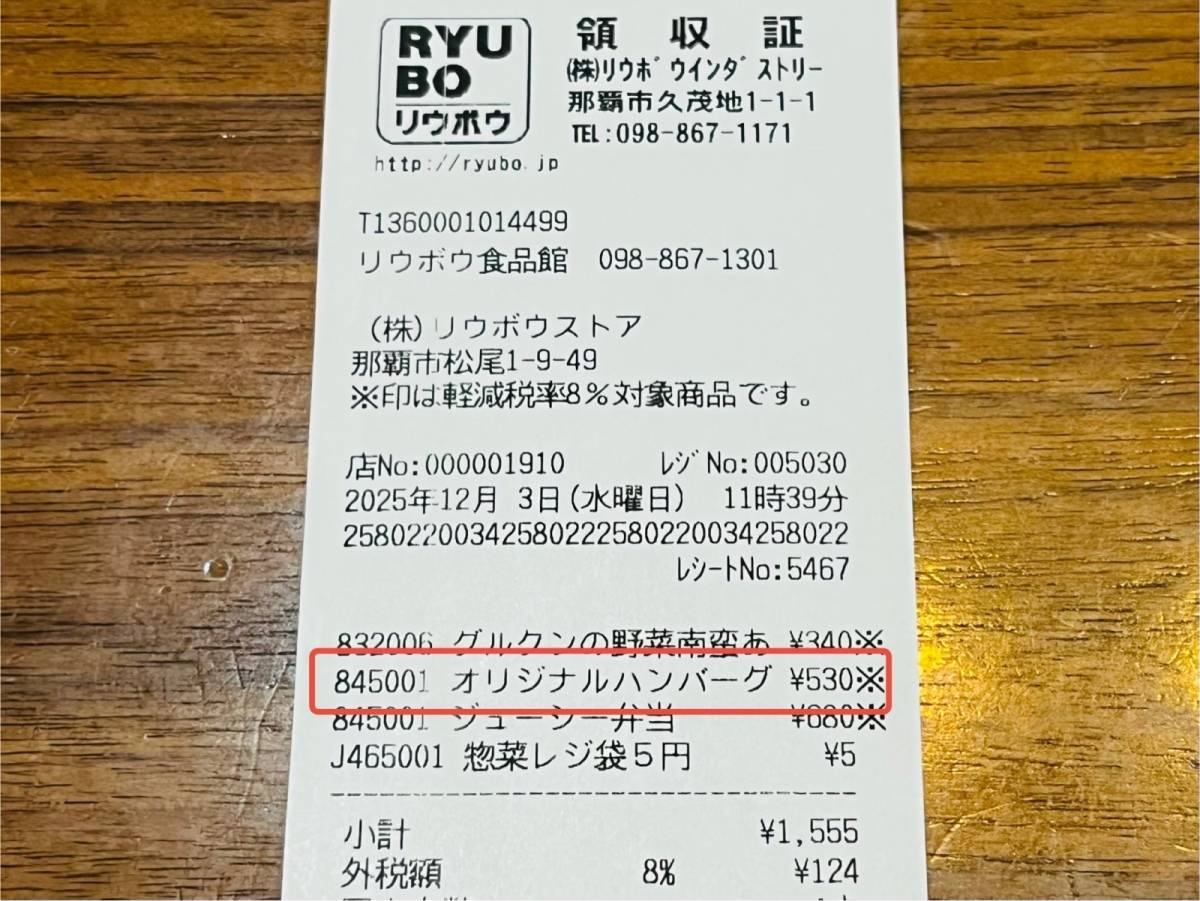 RYU
BO
リウボウ
http://ryubo.jp
領収証
(株)リウボウインダストリー
那覇市久茂地1-1-1
TEL:098-867-1171
T1360001014499
リウボウ食品館 098-867-1301
(株)リウボウストア
那覇市松尾1-9-49
※印は軽減税率8%対象商品です。
店No:000001910 レジNo:005030
2025年12月 3日(水曜日) 11時39分
25802200342580222580220034258022
レシートNo:5467
832006 グルクンの野菜南蛮あ ¥340※
845001 オリジナルハンバーグ ¥530※
845001 ジューシー弁当 ¥680※
J465001 惣菜レジ袋5円 ¥5
小計 ¥1,555
外税額 8% ¥124